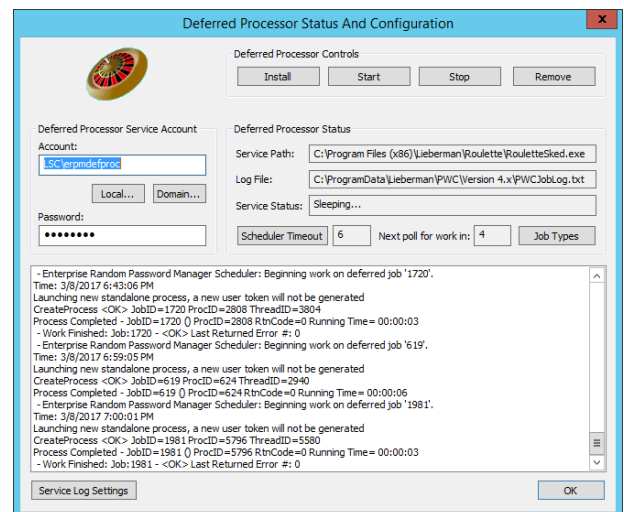 Deferred Processor Status And Configuration
x
Deferred Processor Controls
Install Start Stop Remove
Deferred Processor Service Account
Account:
LSC\erpmdefproc
Local... Domain...
Password:
●●●●●●●●
Deferred Processor Status
Service Path: C:\Program Files (x86)\Lieberman\Roulette\RouletteSked.exe
Log File: C:\ProgramData\Lieberman\PWC\Version 4.x\PWCJobLog.txt
Service Status: Sleeping...
Scheduler Timeout 6 Next poll for work in: 4 Job Types
- Enterprise Random Password Manager Scheduler: Beginning work on deferred job '1720'.
Time: 3/8/2017 6:43:06 PM
Launching new standalone process, a new user token will not be generated
CreateProcess <OK> JobID=1720 ProcID=2808 ThreadID=3804
Process Completed - JobID=1720 () ProcID=2808 RtnCode=0 Running Time= 00:00:03
- Work Finished: Job:1720 - <OK> Last Returned Error #: 0
- Enterprise Random Password Manager Scheduler: Beginning work on deferred job '619'.
Time: 3/8/2017 6:59:05 PM
Launching new standalone process, a new user token will not be generated
CreateProcess <OK> JobID=619 ProcID=624 ThreadID=2940
Process Completed - JobID=619 () ProcID=624 RtnCode=0 Running Time= 00:00:06
- Enterprise Random Password Manager Scheduler: Beginning work on deferred job '1981'.
Time: 3/8/2017 7:00:01 PM
Launching new standalone process, a new user token will not be generated
CreateProcess <OK> JobID=1981 ProcID=5796 ThreadID=5580
Process Completed - JobID=1981 () ProcID=5796 RtnCode=0 Running Time= 00:00:03
- Work Finished: Job:1981 - <OK> Last Returned Error #: 0
Service Log Settings OK